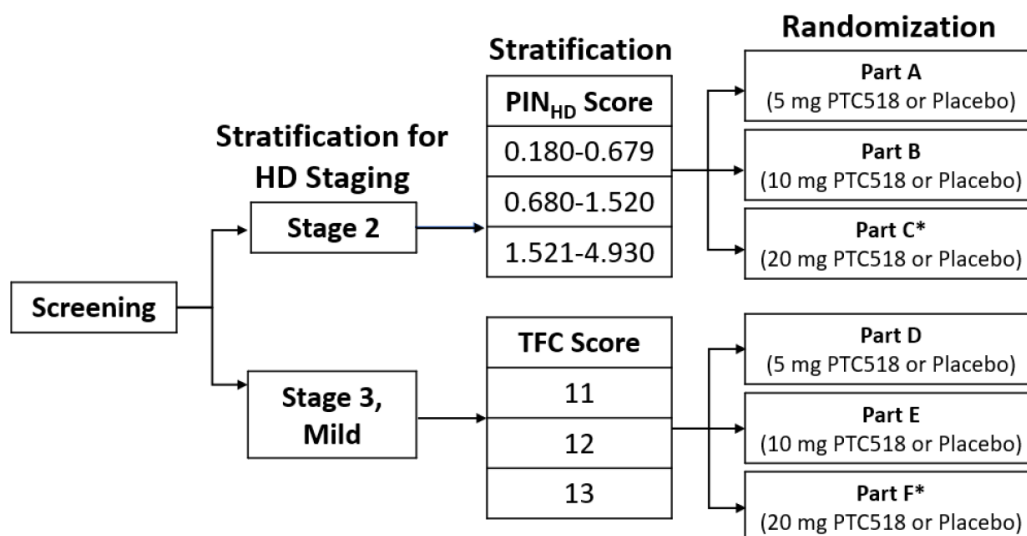 Screening
Stratification for
HD Staging
Stage 2
Stage 3,
Mild
Stratification
PIN_HD Score
0.180-0.679
0.680-1.520
1.521-4.930
TFC Score
11
12
13
Randomization
Part A
(5 mg PTC518 or Placebo)
Part B
(10 mg PTC518 or Placebo)
Part C*
(20 mg PTC518 or Placebo)
Part D
(5 mg PTC518 or Placebo)
Part E
(10 mg PTC518 or Placebo)
Part F*
(20 mg PTC518 or Placebo)